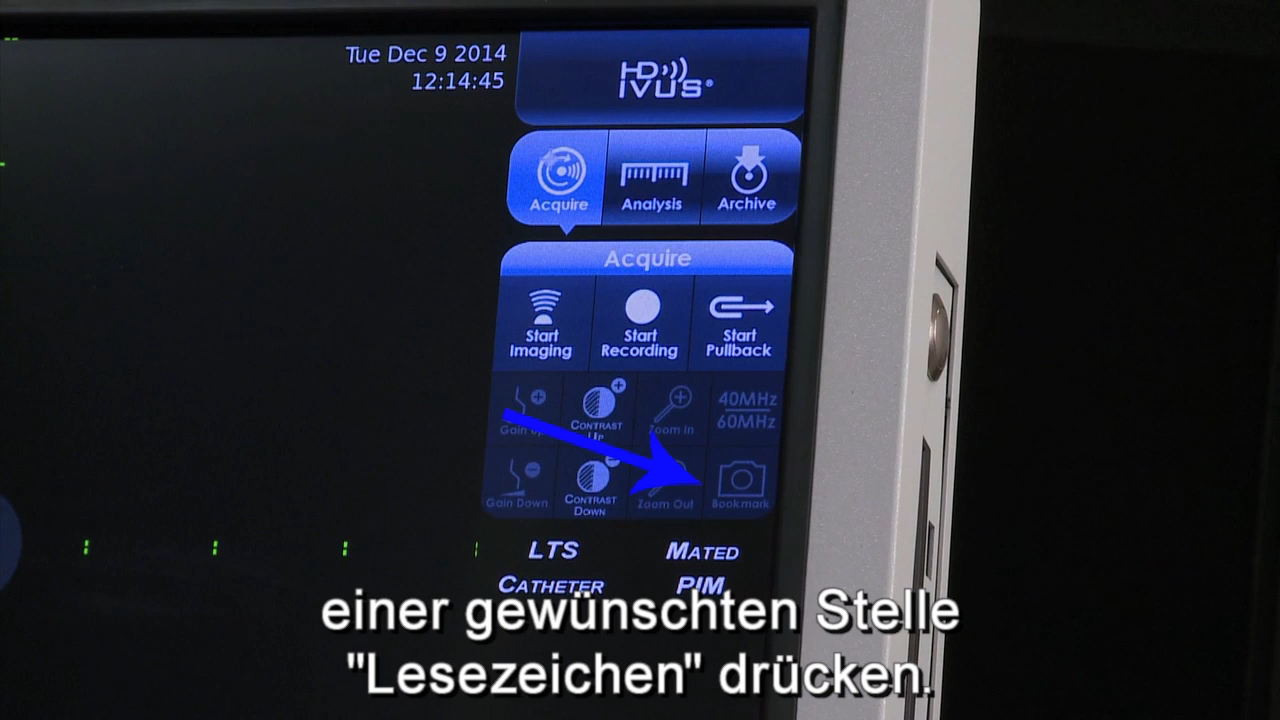 Tue Dec 9 2014
12:14:45
HD
IVUS®
Acquire
Analysis
Archive
Acquire
Start
Imaging
Start
Recording
Start
Pullback
Gain Up
CONTRAST
UP
Zoom In
40MHz
60MHz
Gain Down
CONTRAST
DOWN
Zoom Out
Bookmark
LTS
MATED
CATHETER
PIM
einer gewünschten Stelle
"Lesezeichen" drücken.